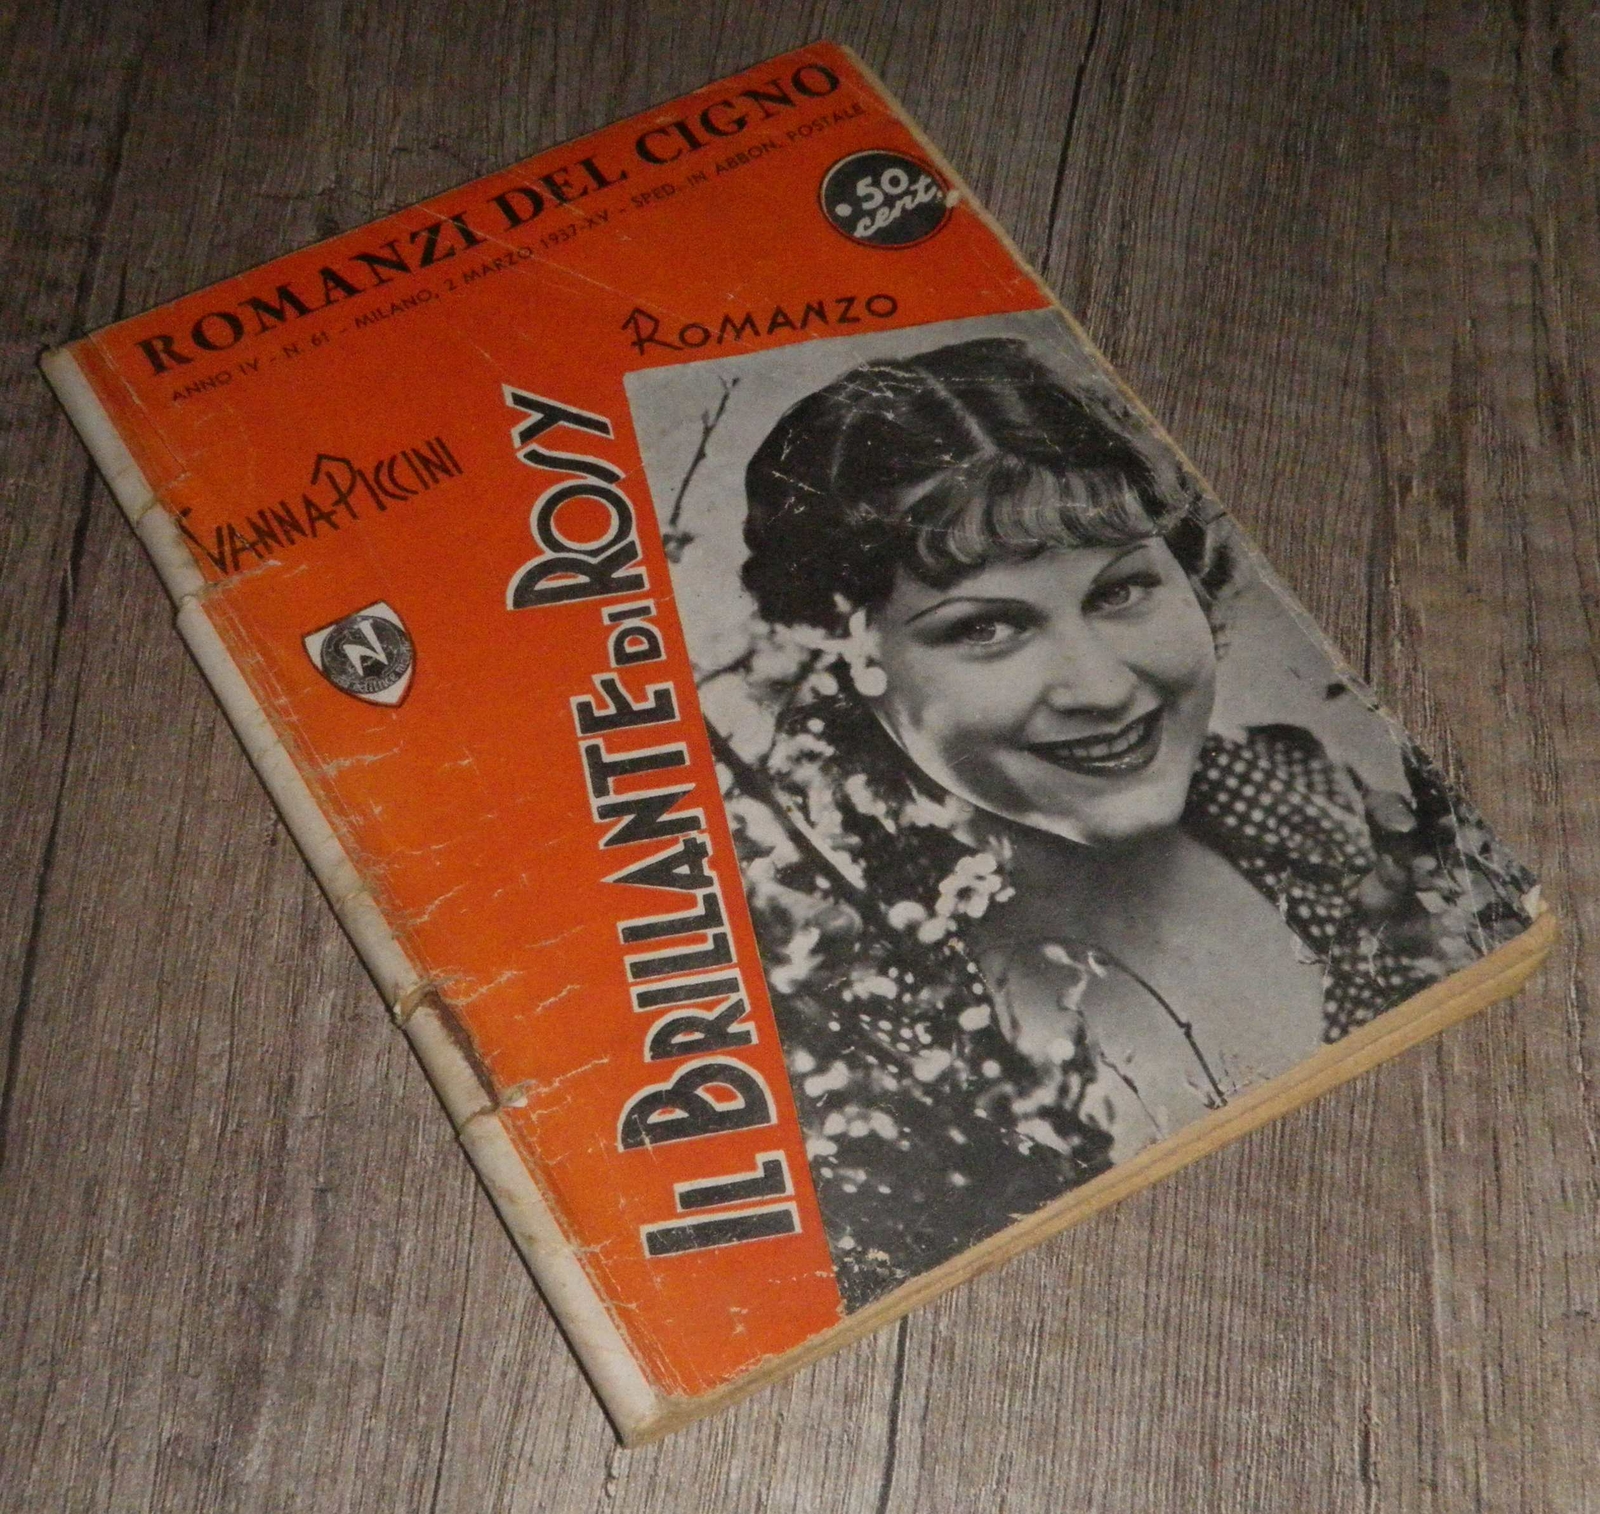 ROMANZI DEL CIGNO
ANNO IV - N. 61 - MILANO, 2 MARZO 1937-XV - SPED. IN ABBON. POSTALE
50
cent.
ROMANZO
VANNA PICCINI
IL BRILLANTE DI ROSY